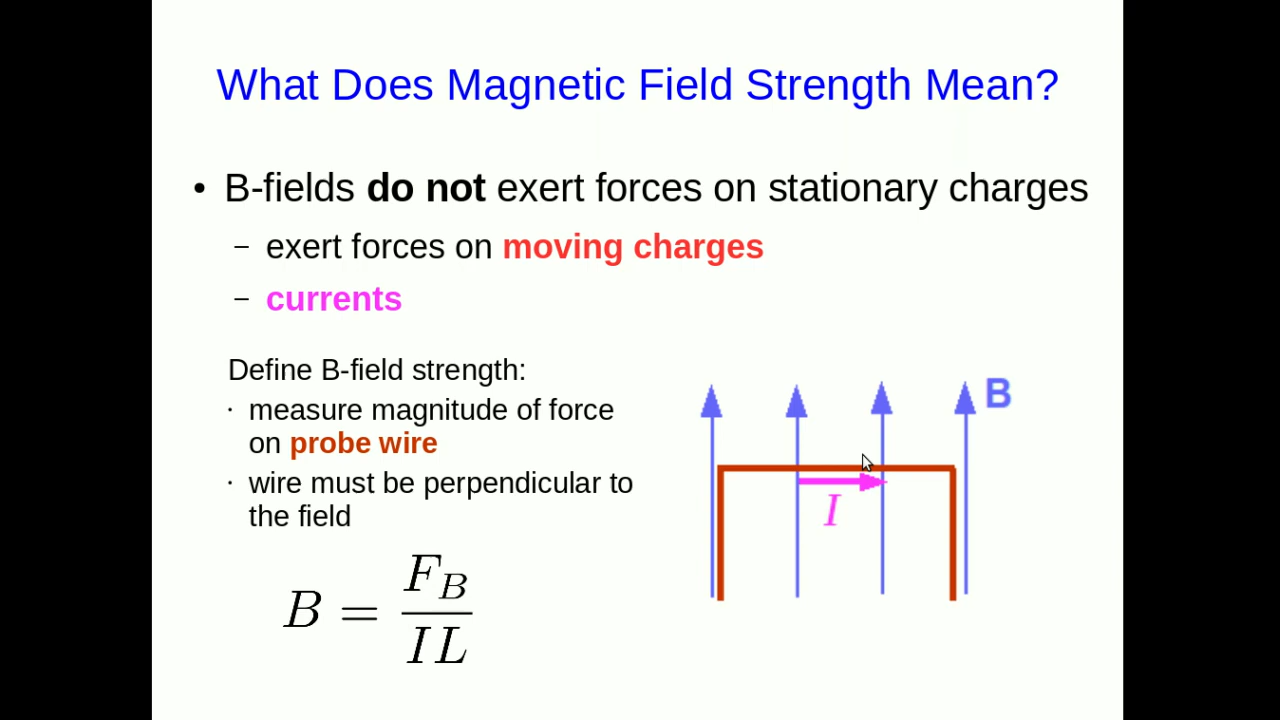 What Does Magnetic Field Strength Mean?
• B-fields do not exert forces on stationary charges
– exert forces on moving charges
– currents
Define B-field strength:
· measure magnitude of force
on probe wire
· wire must be perpendicular to
the field
B = F_B / IL
B
I